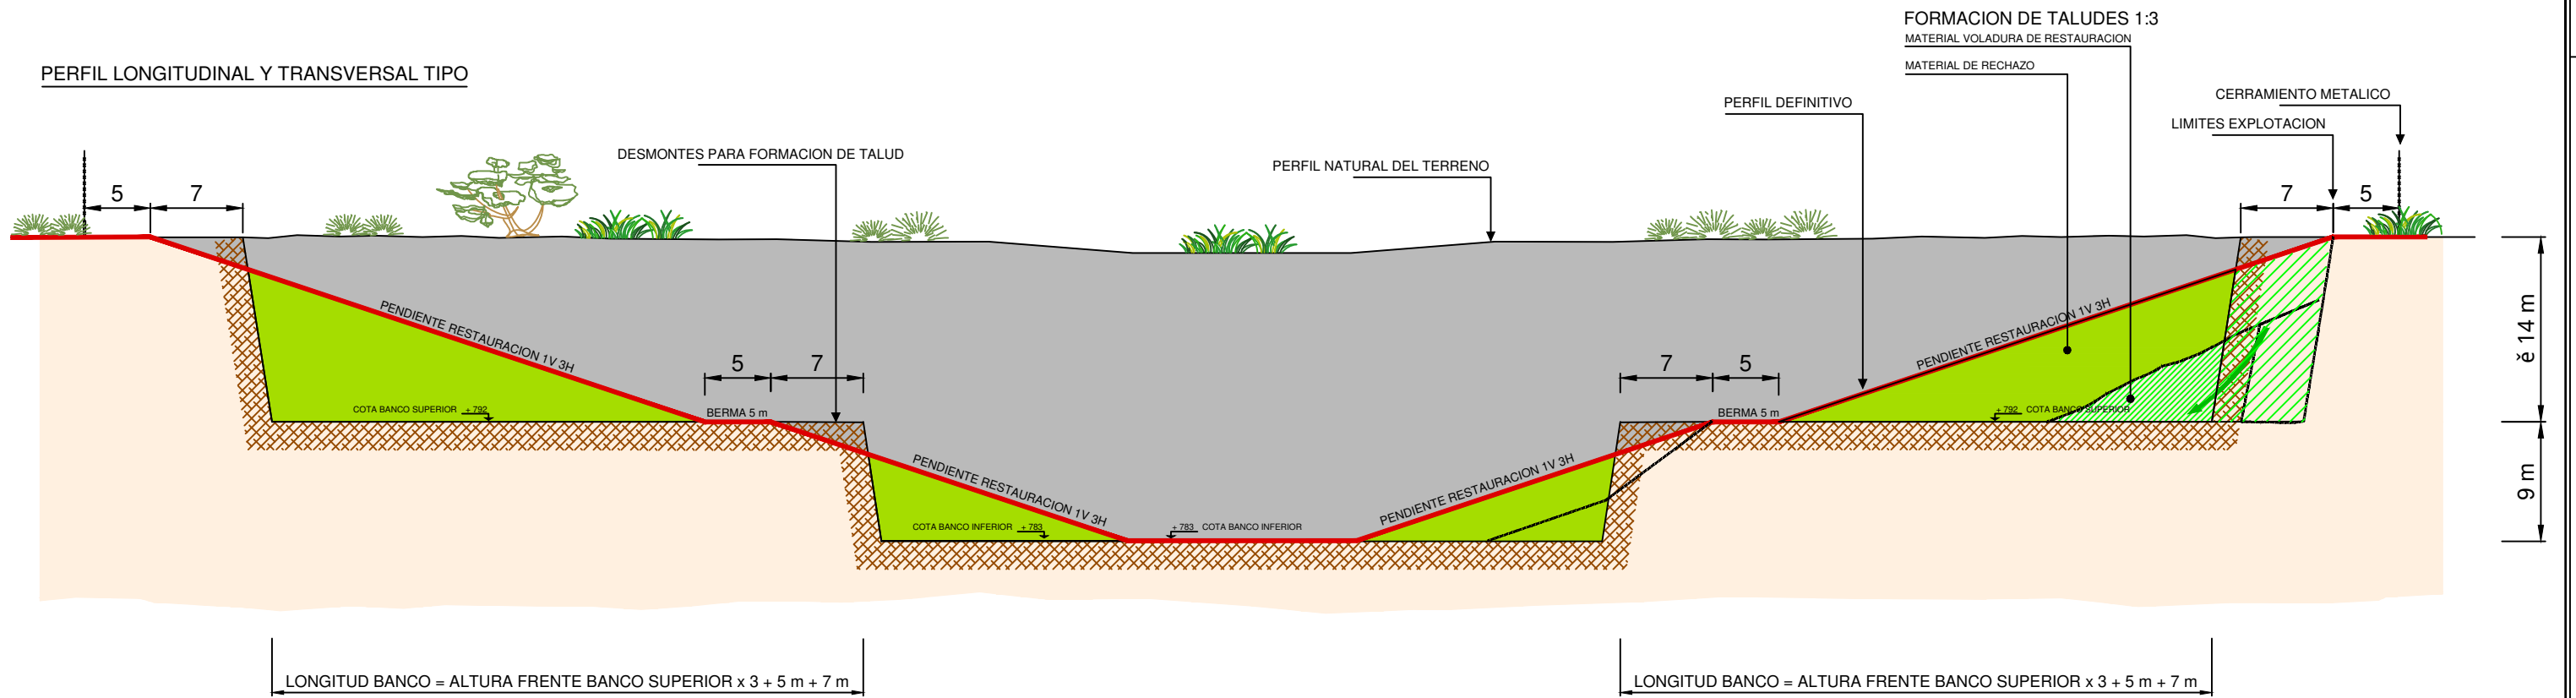 FORMACION DE TALUDES 1:3
MATERIAL VOLADURA DE RESTAURACION
MATERIAL DE RECHAZO
PERFIL LONGITUDINAL Y TRANSVERSAL TIPO
PERFIL DEFINITIVO
CERRAMIENTO METALICO
LIMITES EXPLOTACION
DESMONTES PARA FORMACION DE TALUD
PERFIL NATURAL DEL TERRENO
5 7
7 5
PENDIENTE RESTAURACION 1V 3H
PENDIENTE RESTAURACION 1V 3H
ě 14 m
5 7
7 5
COTA BANCO SUPERIOR +792
BERMA 5 m
BERMA 5 m
+792 COTA BANCO SUPERIOR
PENDIENTE RESTAURACION 1V 3H
PENDIENTE RESTAURACION 1V 3H
9 m
COTA BANCO INFERIOR +783
+783 COTA BANCO INFERIOR
LONGITUD BANCO = ALTURA FRENTE BANCO SUPERIOR x 3 + 5 m + 7 m
LONGITUD BANCO = ALTURA FRENTE BANCO SUPERIOR x 3 + 5 m + 7 m